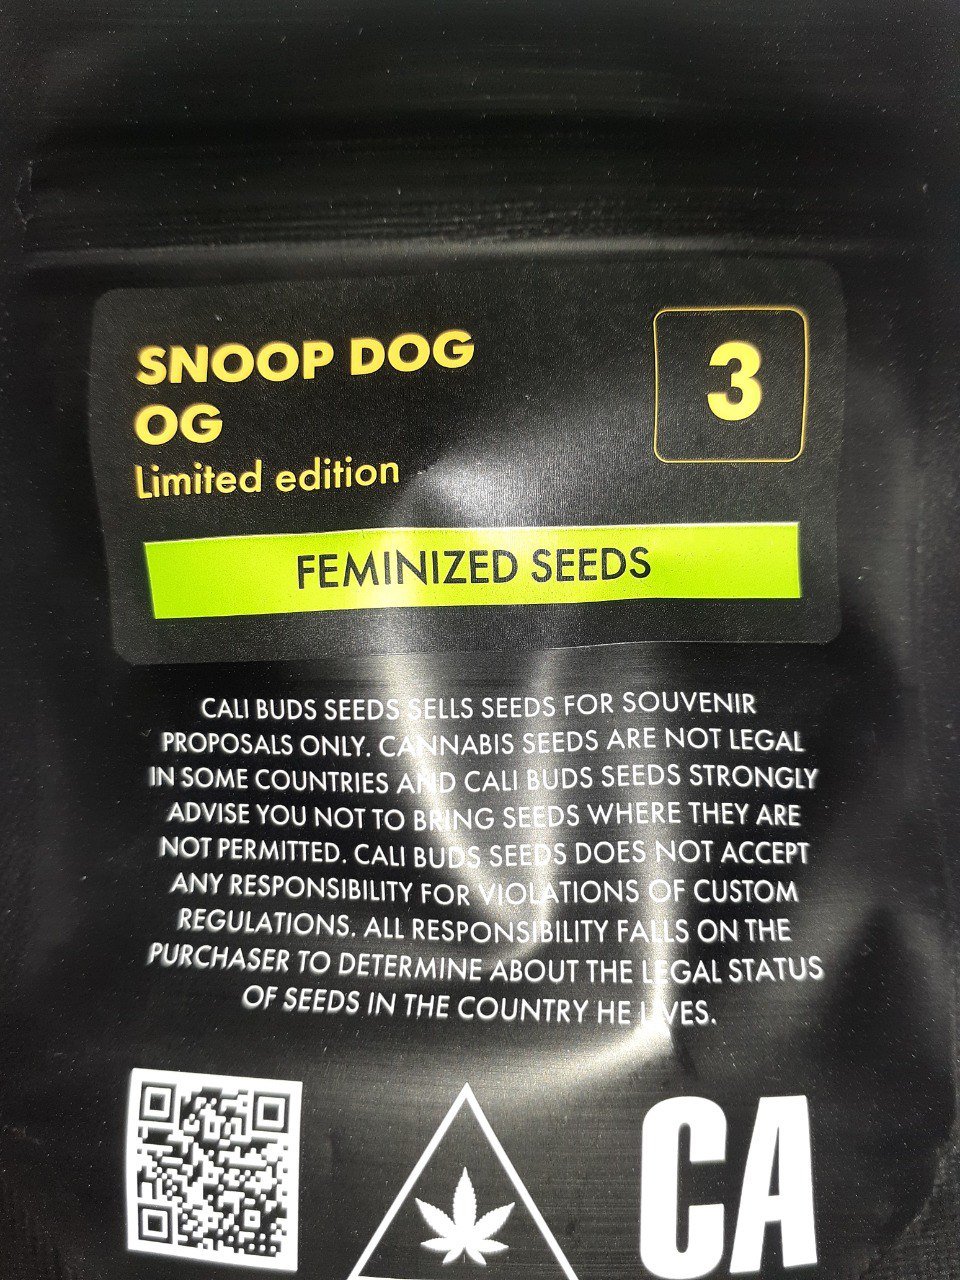 SNOOP DOG
OG
Limited edition
3
FEMINIZED SEEDS
CALI BUDS SEEDS SELLS SEEDS FOR SOUVENIR
PROPOSALS ONLY. CANNABIS SEEDS ARE NOT LEGAL
IN SOME COUNTRIES AND CALI BUDS SEEDS STRONGLY
ADVISE YOU NOT TO BRING SEEDS WHERE THEY ARE
NOT PERMITTED. CALI BUDS SEEDS DOES NOT ACCEPT
ANY RESPONSIBILITY FOR VIOLATIONS OF CUSTOM
REGULATIONS. ALL RESPONSIBILITY FALLS ON THE
PURCHASER TO DETERMINE ABOUT THE LEGAL STATUS
OF SEEDS IN THE COUNTRY HE LIVES.
CA